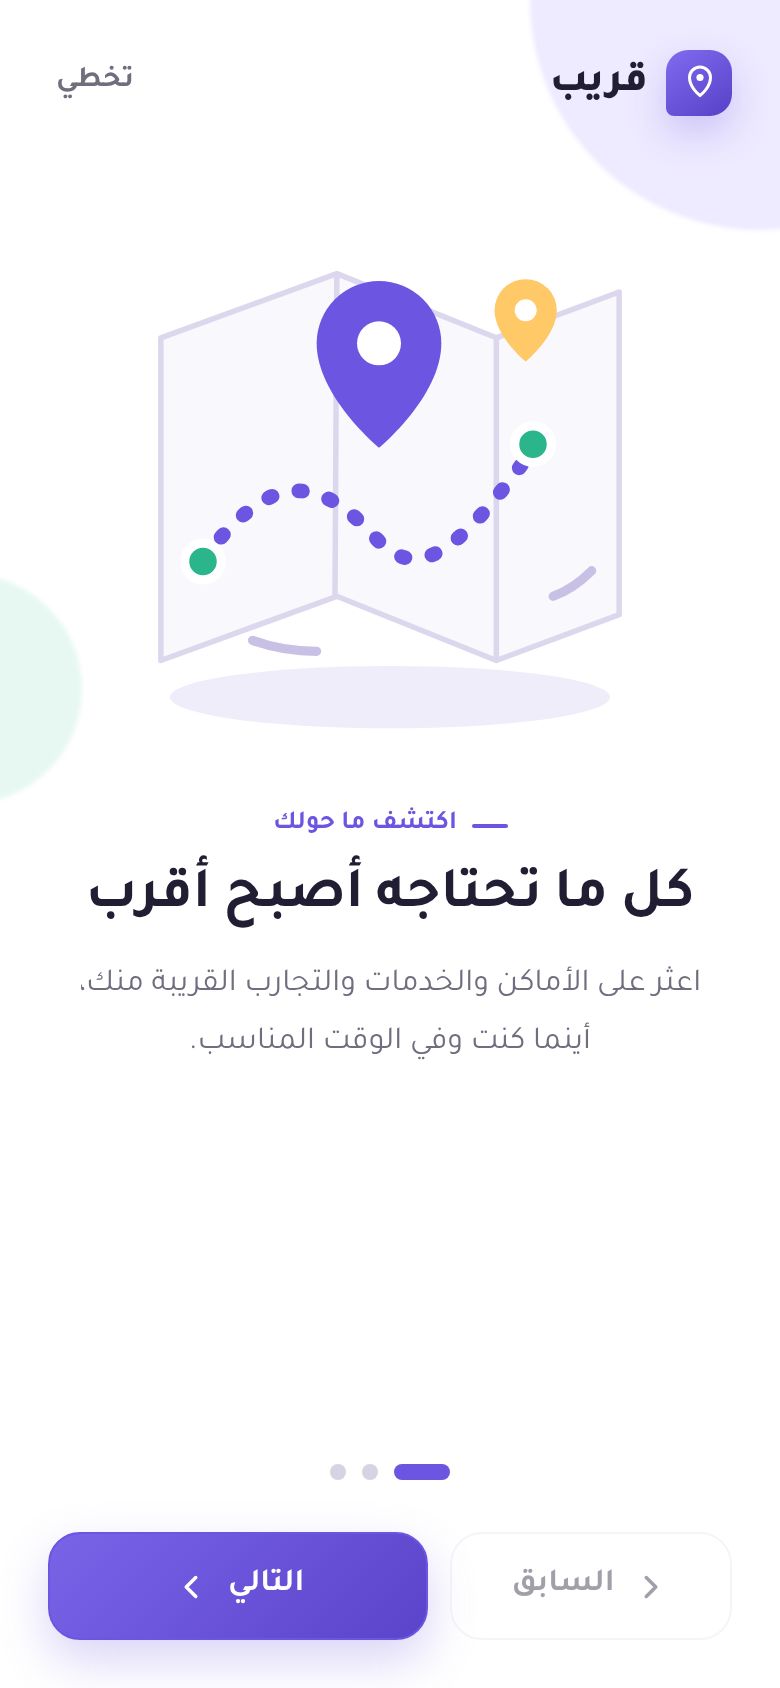 قريب
تخطي
اكتشف ما حولك
كل ما تحتاجه أصبح أقرب
اعثر على الأماكن والخدمات والتجارب القريبة منك،
أينما كنت وفي الوقت المناسب.
السابق
التالي